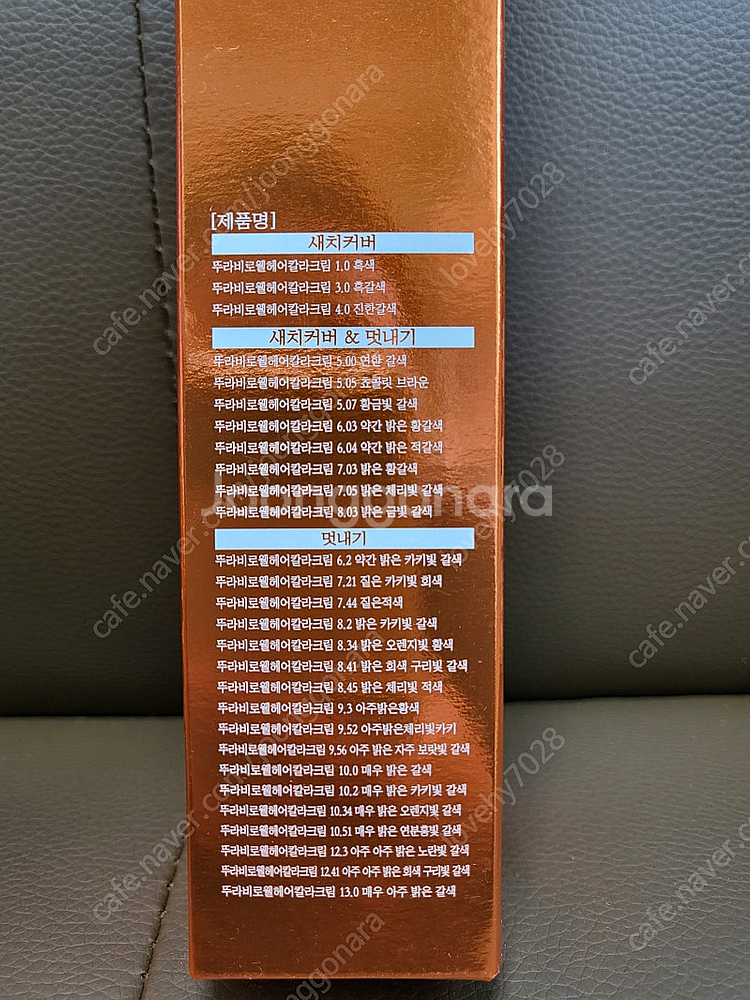 [제품명]
새치커버
뚜라비로웰헤어칼라크림 1.0 흑색
뚜라비로웰헤어칼라크림 3.0 흑갈색
뚜라비로웰헤어칼라크림 4.0 진한갈색
새치커버 & 멋내기
뚜라비로웰헤어칼라크림 5.00 연한 갈색
뚜라비로웰헤어칼라크림 5.05 쵸콜릿 브라운
뚜라비로웰헤어칼라크림 5.07 황금빛 갈색
뚜라비로웰헤어칼라크림 6.03 약간 밝은 황갈색
뚜라비로웰헤어칼라크림 6.04 약간 밝은 적갈색
뚜라비로웰헤어칼라크림 7.03 밝은 황갈색
뚜라비로웰헤어칼라크림 7.05 밝은 체리빛 갈색
뚜라비로웰헤어칼라크림 8.03 밝은 금빛 갈색
Joonggonara
멋내기
뚜라비로웰헤어칼라크림 6.2 약간 밝은 카키빛 갈색
뚜라비로웰헤어칼라크림 7.21 짙은 카키빛 회색
뚜라비로웰헤어칼라크림 7.44 짙은적색
뚜라비로웰헤어칼라크림 8.2 밝은 카키빛 갈색
뚜라비로웰헤어칼라크림 8.34 밝은 오렌지빛 황색
뚜라비로웰헤어칼라크림 8.41 밝은 회색 구리빛 갈색
뚜라비로웰헤어칼라크림 8.45 밝은 체리빛 적색
뚜라비로웰헤어칼라크림 9.3 아주밝은황색
뚜라비로웰헤어칼라크림 9.52 아주밝은체리빛카키
뚜라비로웰헤어칼라크림 9.56 아주 밝은 자주 보랏빛 갈색
뚜라비로웰헤어칼라크림 10.0 매우 밝은 갈색
뚜라비로웰헤어칼라크림 10.2 매우 밝은 카키빛 갈색
뚜라비로웰헤어칼라크림 10.34 매우 밝은 오렌지빛 갈색
뚜라비로웰헤어칼라크림 10.51 매우 밝은 연분홍빛 갈색
뚜라비로웰헤어칼라크림 12.3 아주 아주 밝은 노란빛 갈색
뚜라비로웰헤어칼라크림 12.41 아주 아주 밝은 회색 구리빛 갈색
뚜라비로웰헤어칼라크림 13.0 매우 아주 밝은 갈색
cafe.naver.com/joonggonara
lovehy7028
cafe.naver.com/joonggonara
lovehy7028
cafe.naver.com/joonggonara
lovehy7028
cafe.naver
cafe.naver
cafe.naver